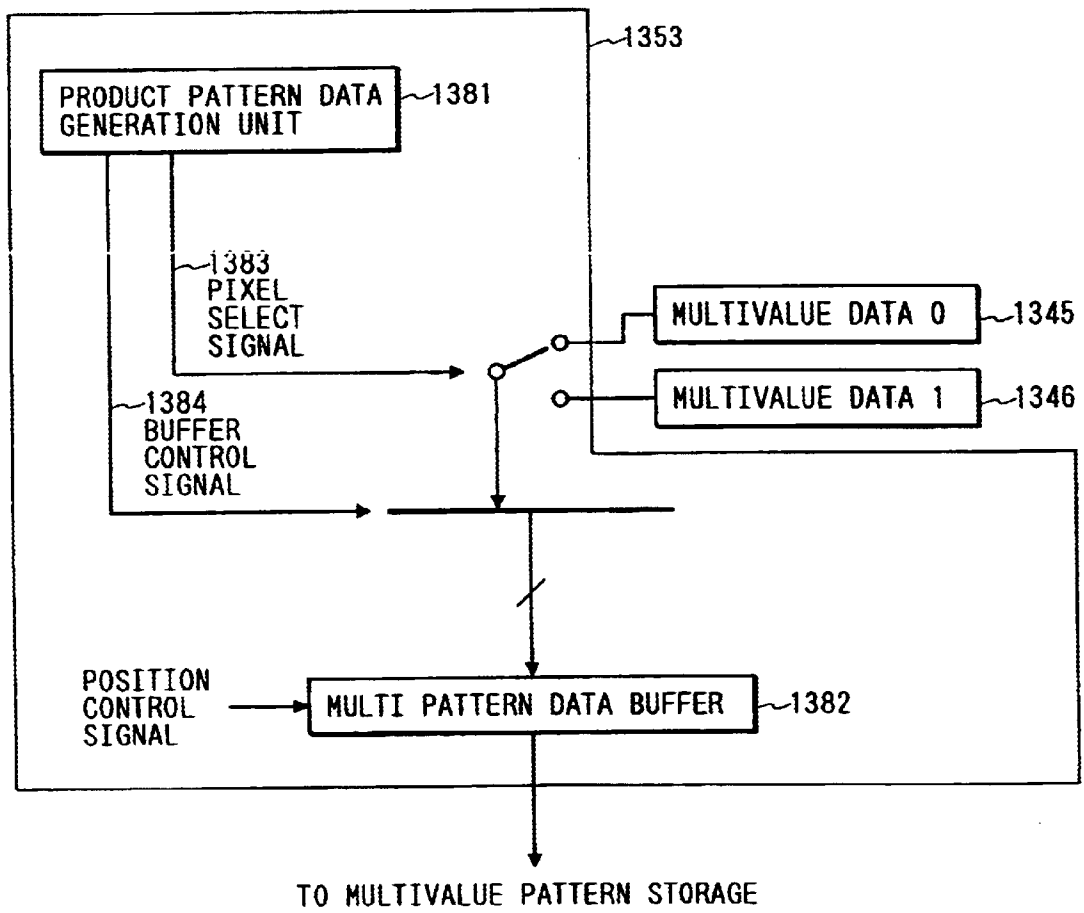 1353
PRODUCT PATTERN DATA
GENERATION UNIT
1381
1383
PIXEL
SELECT
SIGNAL
MULTIVALUE DATA 0
1345
MULTIVALUE DATA 1
1346
1384
BUFFER
CONTROL
SIGNAL
POSITION
CONTROL
SIGNAL
MULTI PATTERN DATA BUFFER
1382
TO MULTIVALUE PATTERN STORAGE